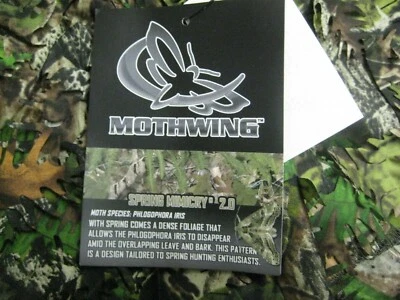 MOTHWING™
SPRING MIMICRY® 2.0
MOTH SPECIES: PHLOGOPHORA IRIS
WITH SPRING COMES A DENSE FOLIAGE THAT
ALLOWS THE PHLOGOPHORA IRIS TO DISAPPEAR
AMID THE OVERLAPPING LEAVE AND BARK. THIS PATTERN
IS A DESIGN TAILORED TO SPRING HUNTING ENTHUSIASTS.